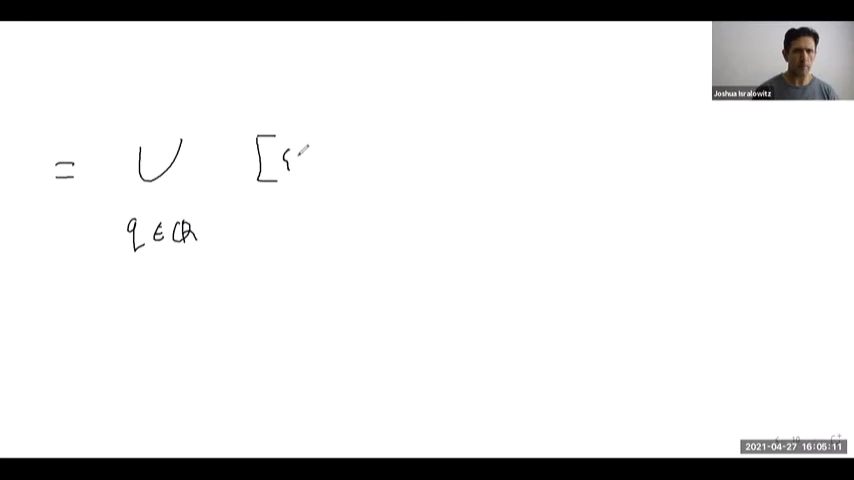 Joshua Isralowitz
= ∪ [
q ∈ ℚ
2021-04-27 16:05:11